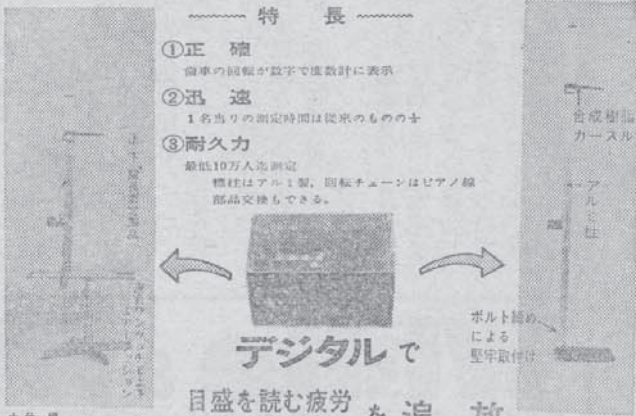 特長
①正確
歯車の回転が数字で度数計に表示
②迅速
1名当りの測定時間は従来のものの
③耐久力
最低10万人迄測定
標柱はアルミ製，回転チェーンはピアノ線
部品交換もできる。
合成樹脂
カースル
アルミ柱
ボルト締め
による
堅牢取付け
デジタルで
目盛を読む疲労
を追放